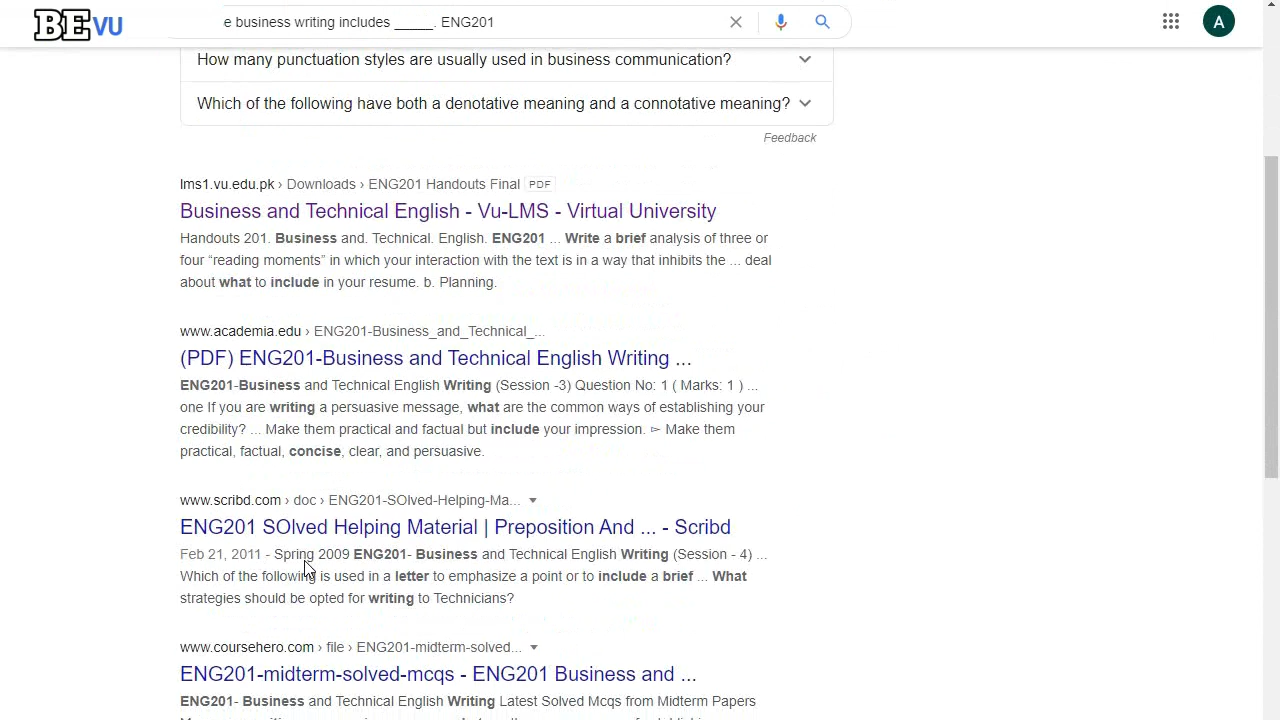 BE VU
e business writing includes _____. ENG201
A
How many punctuation styles are usually used in business communication?
Which of the following have both a denotative meaning and a connotative meaning?
Feedback
lms1.vu.edu.pk › Downloads › ENG201 Handouts Final PDF
Business and Technical English - Vu-LMS - Virtual University
Handouts 201. Business and. Technical. English. ENG201 ... Write a brief analysis of three or
four “reading moments” in which your interaction with the text is in a way that inhibits the ... deal
about what to include in your resume. b. Planning.
www.academia.edu › ENG201-Business_and_Technical_...
(PDF) ENG201-Business and Technical English Writing ...
ENG201-Business and Technical English Writing (Session -3) Question No: 1 ( Marks: 1 ) ...
one If you are writing a persuasive message, what are the common ways of establishing your
credibility? ... Make them practical and factual but include your impression. ⊳ Make them
practical, factual, concise, clear, and persuasive.
www.scribd.com › doc › ENG201-SOlved-Helping-Ma...
ENG201 SOlved Helping Material | Preposition And ... - Scribd
Feb 21, 2011 - Spring 2009 ENG201- Business and Technical English Writing (Session - 4) ...
Which of the following is used in a letter to emphasize a point or to include a brief ... What
strategies should be opted for writing to Technicians?
www.coursehero.com › file › ENG201-midterm-solved...
ENG201-midterm-solved-mcqs - ENG201 Business and ...
ENG201- Business and Technical English Writing Latest Solved Mcqs from Midterm Papers